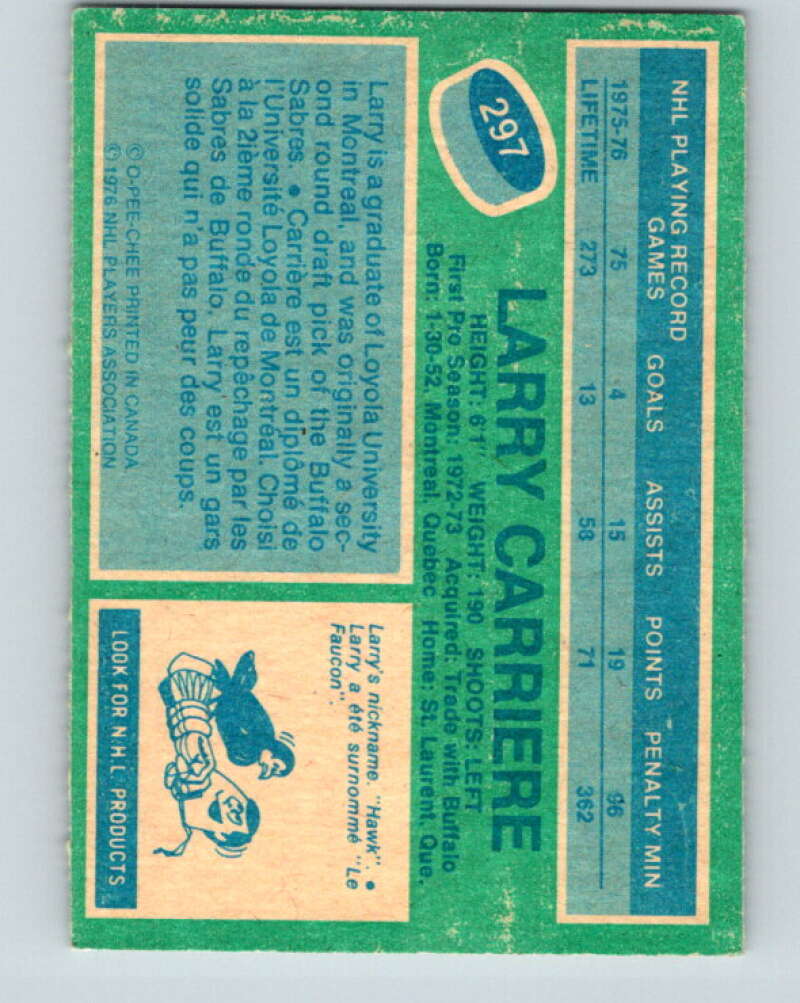 NHL PLAYING RECORD
GAMES GOALS ASSISTS POINTS PENALTY MIN
1975-76 75 4 15 19 96
LIFETIME 273 13 58 71 362
297
LARRY CARRIERE
HEIGHT: 6'1" WEIGHT: 190 SHOOTS: LEFT
First Pro Season: 1972-73 Acquired: Trade with Buffalo
Born: 1-30-52, Montreal, Quebec Home: St. Laurent, Que.
Larry is a graduate of Loyola University
in Montreal, and was originally a sec-
ond round draft pick of the Buffalo
Sabres. • Carrière est un diplômé de
l'Université Loyola de Montréal. Choisi
à la 2ième ronde du repêchage par les
Sabres de Buffalo, Larry est un gars
solide qui n'a pas peur des coups.
© O-PEE-CHEE PRINTED IN CANADA
© 1976 NHL PLAYERS ASSOCIATION
Larry's nickname. "Hawk". •
Larry a été surnommé "Le
Faucon".
LOOK FOR N.H.L. PRODUCTS